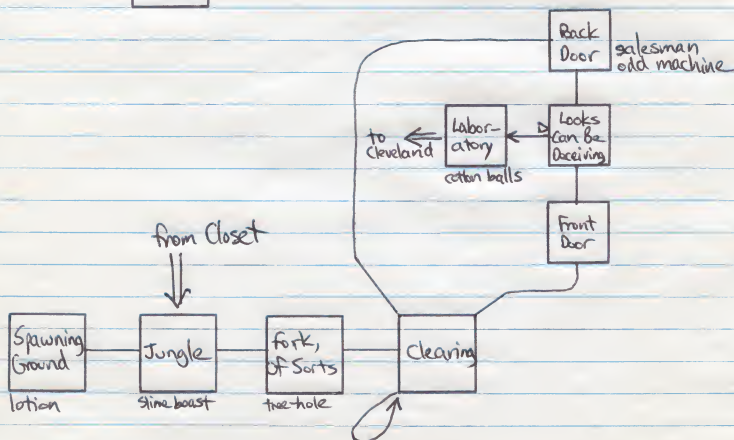 Back
Door
salesman
odd machine
to
Cleveland
Labor-
atory
cotton balls
Looks
Can Be
Deceiving
Front
Door
from Closet
Spawning
Ground
lotion
Jungle
slime beast
fork,
of Sorts
tree-hole
Clearing